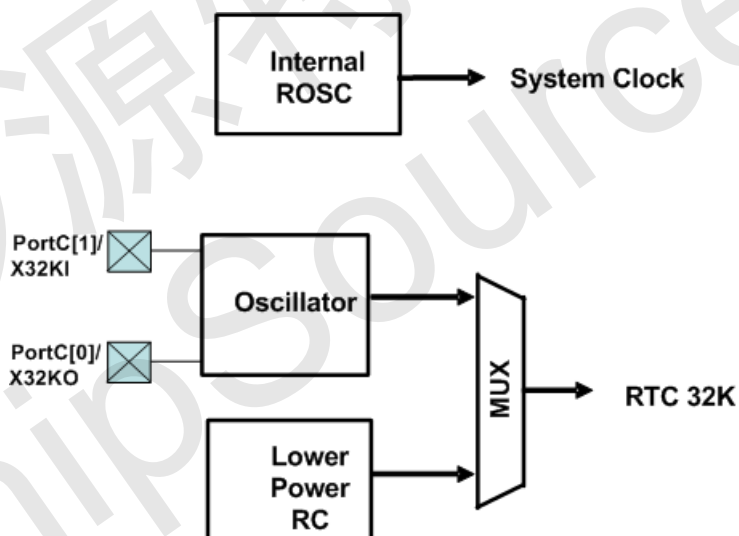 Internal
ROSC
System Clock
PortC[1]/
X32KI
Oscillator
PortC[0]/
X32KO
MUX
RTC 32K
Lower
Power
RC